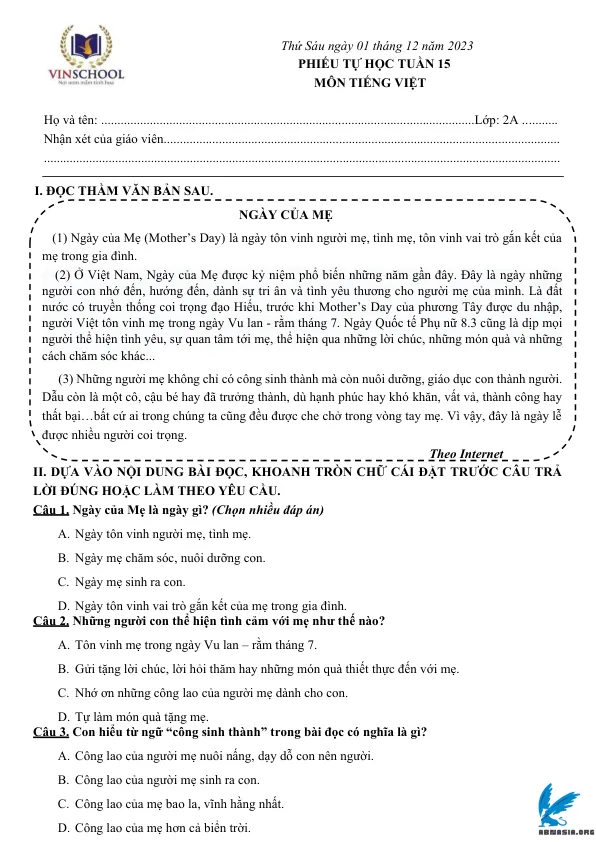 VINSCHOOL
Nơi ươm mầm tinh hoa
Thứ Sáu ngày 01 tháng 12 năm 2023
PHIẾU TỰ HỌC TUẦN 15
MÔN TIẾNG VIỆT
Họ và tên: ....................................................................................................................Lớp: 2A ...........
Nhận xét của giáo viên..........................................................................................................................
................................................................................................................................................................
I. ĐỌC THẦM VĂN BẢN SAU.
NGÀY CỦA MẸ
(1) Ngày của Mẹ (Mother's Day) là ngày tôn vinh người mẹ, tình mẹ, tôn vinh vai trò gắn kết của
mẹ trong gia đình.
(2) Ở Việt Nam, Ngày của Mẹ được kỷ niệm phổ biến những năm gần đây. Đây là ngày những
người con nhớ đến, hướng đến, dành sự tri ân và tình yêu thương cho người mẹ của mình. Là đất
nước có truyền thống coi trọng đạo Hiếu, trước khi Mother's Day của phương Tây được du nhập,
người Việt tôn vinh mẹ trong ngày Vu lan - rằm tháng 7. Ngày Quốc tế Phụ nữ 8.3 cũng là dịp mọi
người thể hiện tình yêu, sự quan tâm tới mẹ, thể hiện qua những lời chúc, những món quà và những
cách chăm sóc khác...
(3) Những người mẹ không chỉ có công sinh thành mà còn nuôi dưỡng, giáo dục con thành người.
Dẫu còn là một cô, cậu bé hay đã trưởng thành, dù hạnh phúc hay khó khăn, vất vả, thành công hay
thất bại…bất cứ ai trong chúng ta cũng đều được che chở trong vòng tay mẹ. Vì vậy, đây là ngày lễ
được nhiều người coi trọng.
Theo Internet
II. DỰA VÀO NỘI DUNG BÀI ĐỌC, KHOANH TRÒN CHỮ CÁI ĐẶT TRƯỚC CÂU TRẢ
LỜI ĐÚNG HOẶC LÀM THEO YÊU CẦU.
Câu 1. Ngày của Mẹ là ngày gì? (Chọn nhiều đáp án)
A. Ngày tôn vinh người mẹ, tình mẹ.
B. Ngày mẹ chăm sóc, nuôi dưỡng con.
C. Ngày mẹ sinh ra con.
D. Ngày tôn vinh vai trò gắn kết của mẹ trong gia đình.
Câu 2. Những người con thể hiện tình cảm với mẹ như thế nào?
A. Tôn vinh mẹ trong ngày Vu lan – rằm tháng 7.
B. Gửi tặng lời chúc, lời hỏi thăm hay những món quà thiết thực đến với mẹ.
C. Nhớ ơn những công lao của người mẹ dành cho con.
D. Tự làm món quà tặng mẹ.
Câu 3. Con hiểu từ ngữ “công sinh thành” trong bài đọc có nghĩa là gì?
A. Công lao của người mẹ nuôi nấng, dạy dỗ con nên người.
B. Công lao của người mẹ sinh ra con.
C. Công lao của mẹ bao la, vĩnh hằng nhất.
D. Công lao của mẹ hơn cả biển trời.
ABWASIA.ORG